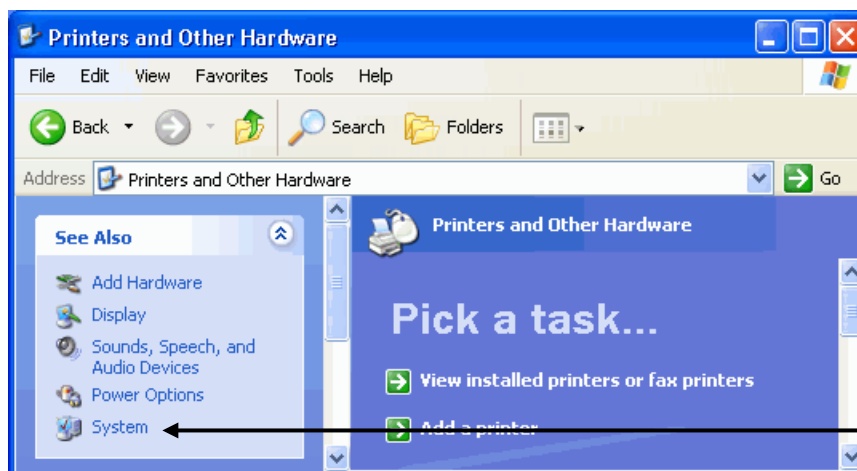 Printers and Other Hardware
File Edit View Favorites Tools Help
Back Search Folders
Address Printers and Other Hardware Go
See Also
Add Hardware
Display
Sounds, Speech, and
Audio Devices
Power Options
System
Printers and Other Hardware
Pick a task...
View installed printers or fax printers
Add a printer